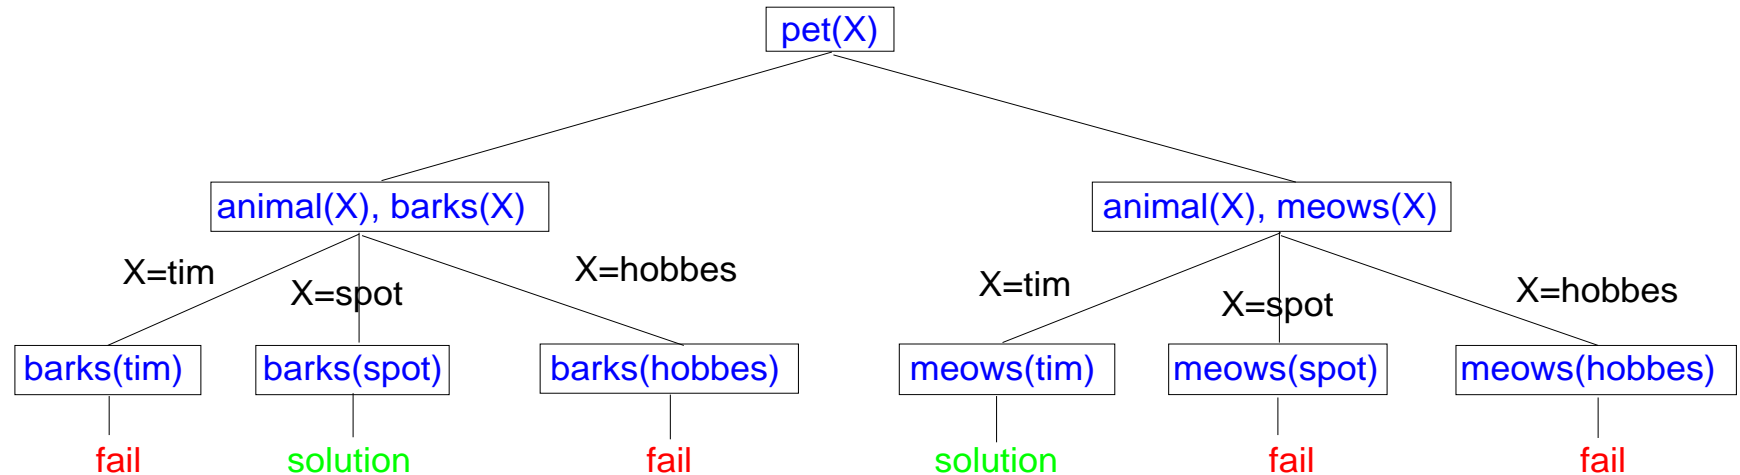 pet(X)
animal(X), barks(X)
animal(X), meows(X)
X=tim
X=spot
X=hobbes
X=tim
X=spot
X=hobbes
barks(tim)
barks(spot)
barks(hobbes)
meows(tim)
meows(spot)
meows(hobbes)
fail
solution
fail
solution
fail
fail